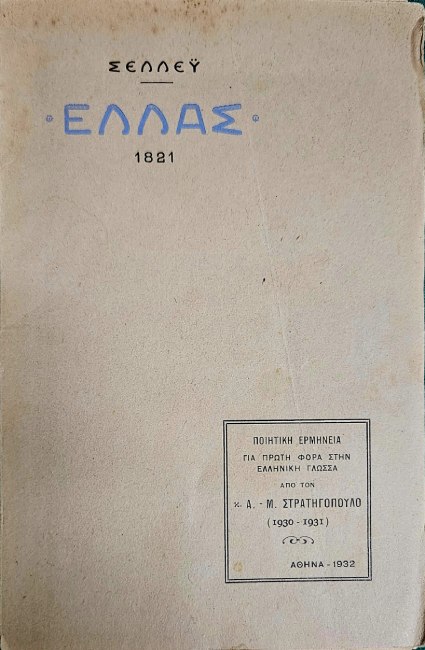 ΣΕΛΛΕΫ
ΕΛΛΑΣ
1821
ΠΟΙΗΤΙΚΗ ΕΡΜΗΝΕΙΑ
ΓΙΑ ΠΡΩΤΗ ΦΟΡΑ ΣΤΗΝ
ΕΛΛΗΝΙΚΗ ΓΛΩΣΣΑ
ΑΠΟ ΤΟΝ
κ. Α. - Μ. ΣΤΡΑΤΗΓΟΠΟΥΛΟ
(1930 - 1931)
ΑΘΗΝΑ - 1932